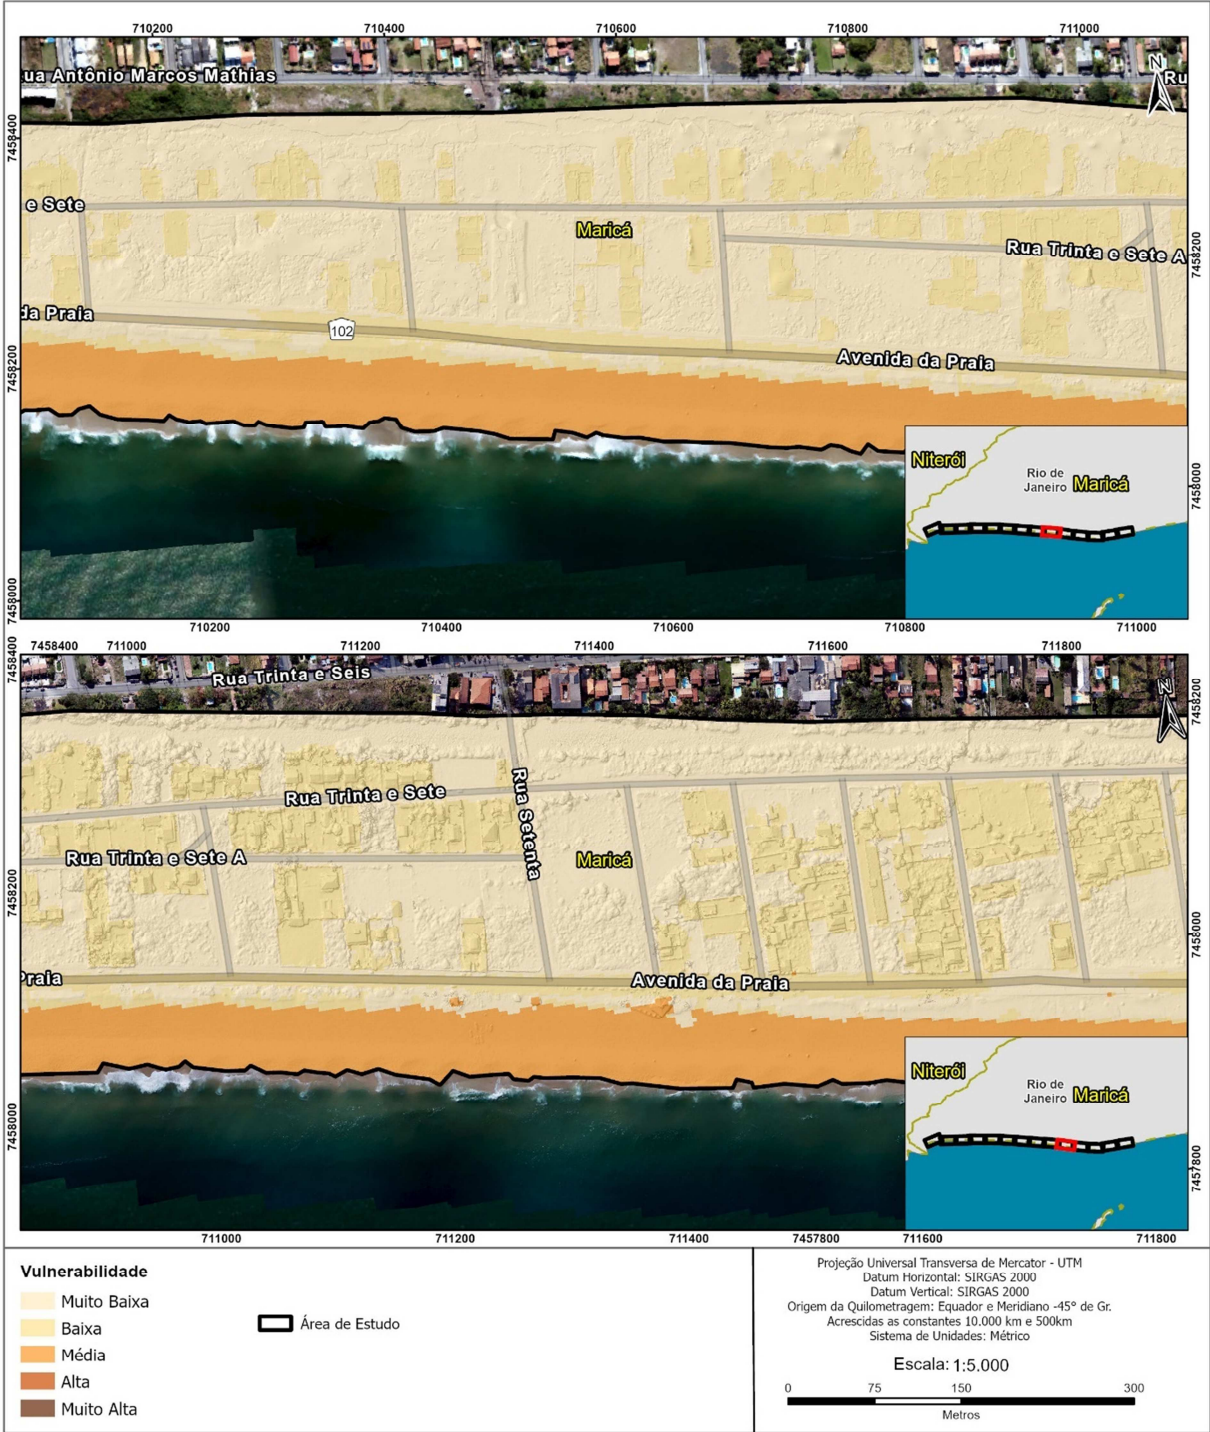 710200 710400 710600 710800 711000
ua Antônio Marcos Mathias
N
Ru
7458400
e Sete
Maricá
Rua Trinta e Sete A
7458200
da Praia
102
Avenida da Praia
7458200
Niterói
Rio de
Janeiro
Maricá
7458000
7458000
710200 710400 710600 710800 711000
7458400 711000 711200 711400 711600 711800
7458400
Rua Trinta e Seis
N
7458200
Rua Trinta e Sete
Rua Setenta
Rua Trinta e Sete A
Maricá
7458200
7458000
Praia
Avenida da Praia
Niterói
Rio de
Janeiro
Maricá
7458000
7457800
711000 711200 711400 7457800 711600 711800
Vulnerabilidade
Muito Baixa
Baixa
Média
Alta
Muito Alta
Área de Estudo
Projeção Universal Transversa de Mercator - UTM
Datum Horizontal: SIRGAS 2000
Datum Vertical: SIRGAS 2000
Origem da Quilometragem: Equador e Meridiano -45° de Gr.
Acrescidas as constantes 10.000 km e 500km
Sistema de Unidades: Métrico
Escala: 1:5.000
0 75 150 300
Metros